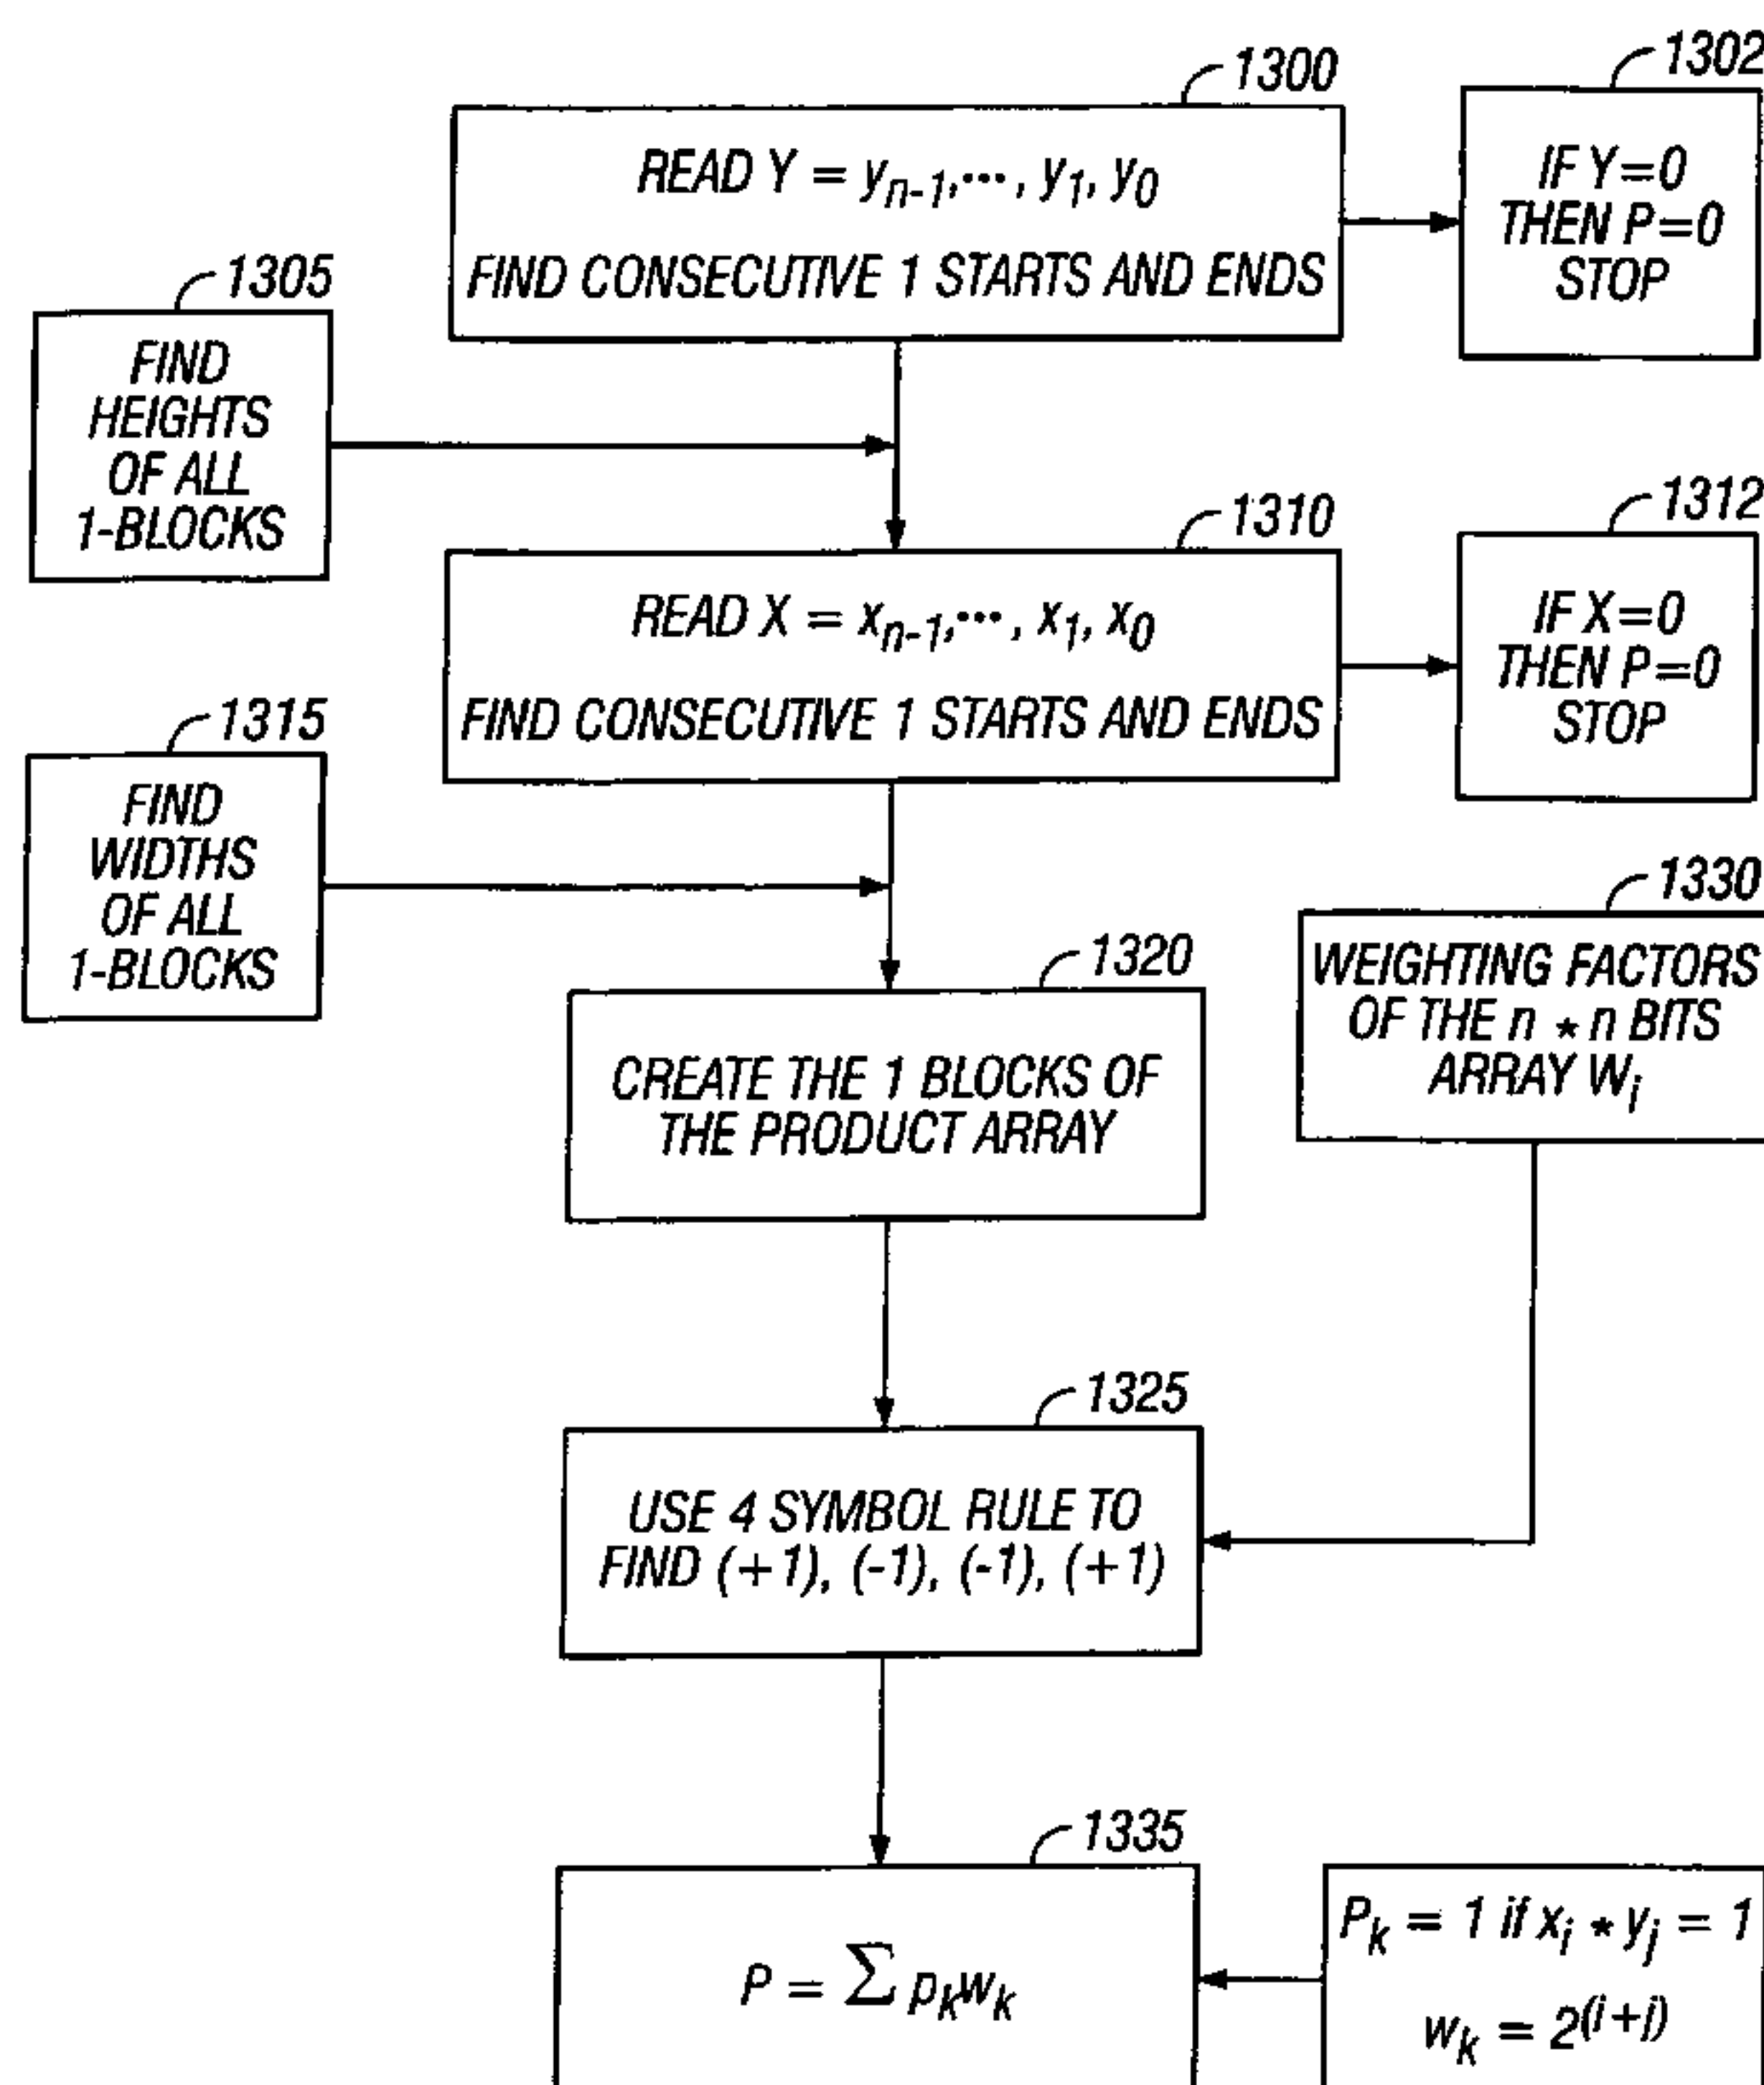 1300
READ Y = y_{n-1},..., y_1, y_0
FIND CONSECUTIVE 1 STARTS AND ENDS
1302
IF Y=0
THEN P=0
STOP
1305
FIND
HEIGHTS
OF ALL
1-BLOCKS
1310
READ X = x_{n-1},..., x_1, x_0
FIND CONSECUTIVE 1 STARTS AND ENDS
1312
IF X=0
THEN P=0
STOP
1315
FIND
WIDTHS
OF ALL
1-BLOCKS
1320
CREATE THE 1 BLOCKS OF
THE PRODUCT ARRAY
1330
WEIGHTING FACTORS
OF THE n * n BITS
ARRAY W_i
1325
USE 4 SYMBOL RULE TO
FIND (+1), (-1), (-1), (+1)
1335
P = ∑ p_k w_k
P_k = 1 if x_i * y_j = 1
w_k = 2^{(i+j)}